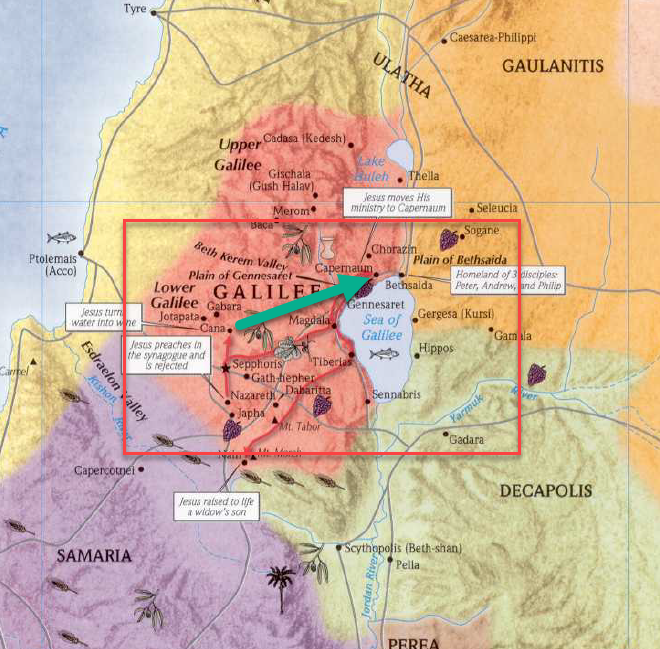 Tyre
Caesarea-Philippi
ULATHA
GAULANITIS
Upper
Galilee
Cadasa (Kedesh)
Lake
Huleh
Thella
Gischala
(Gush Halav)
Merom
Baca
Jesus moves His
ministry to Capernaum
Seleucia
Sogane
Ptolemais
(Acco)
Beth Kerem Valley
Plain of Gennesaret
Chorazin
Capernaum
Plain of Bethsaida
Bethsaida
Homeland of 3 disciples:
Peter, Andrew, and Philip
Lower
Galilee
GALILEE
Gennesaret
Jesus turns
water into wine
Gabara
Jotapata
Cana
Magdala
Sea of
Galilee
Gergesa (Kursi)
Gamala
Hippos
Jesus preaches in
the synagogue and
is rejected
Carmel
Esdraelon Valley
Kishon River
Sepphoris
Gath-hepher
Tiberias
Nazareth
Dabaritta
Japha
Mt. Tabor
Sennabris
Yarmuk River
Gadara
Nain
Mt. Moreh
Capercotnei
Jesus raised to life
a widow's son
DECAPOLIS
SAMARIA
Scythopolis (Beth-shan)
Pella
Jordan River
PEREA